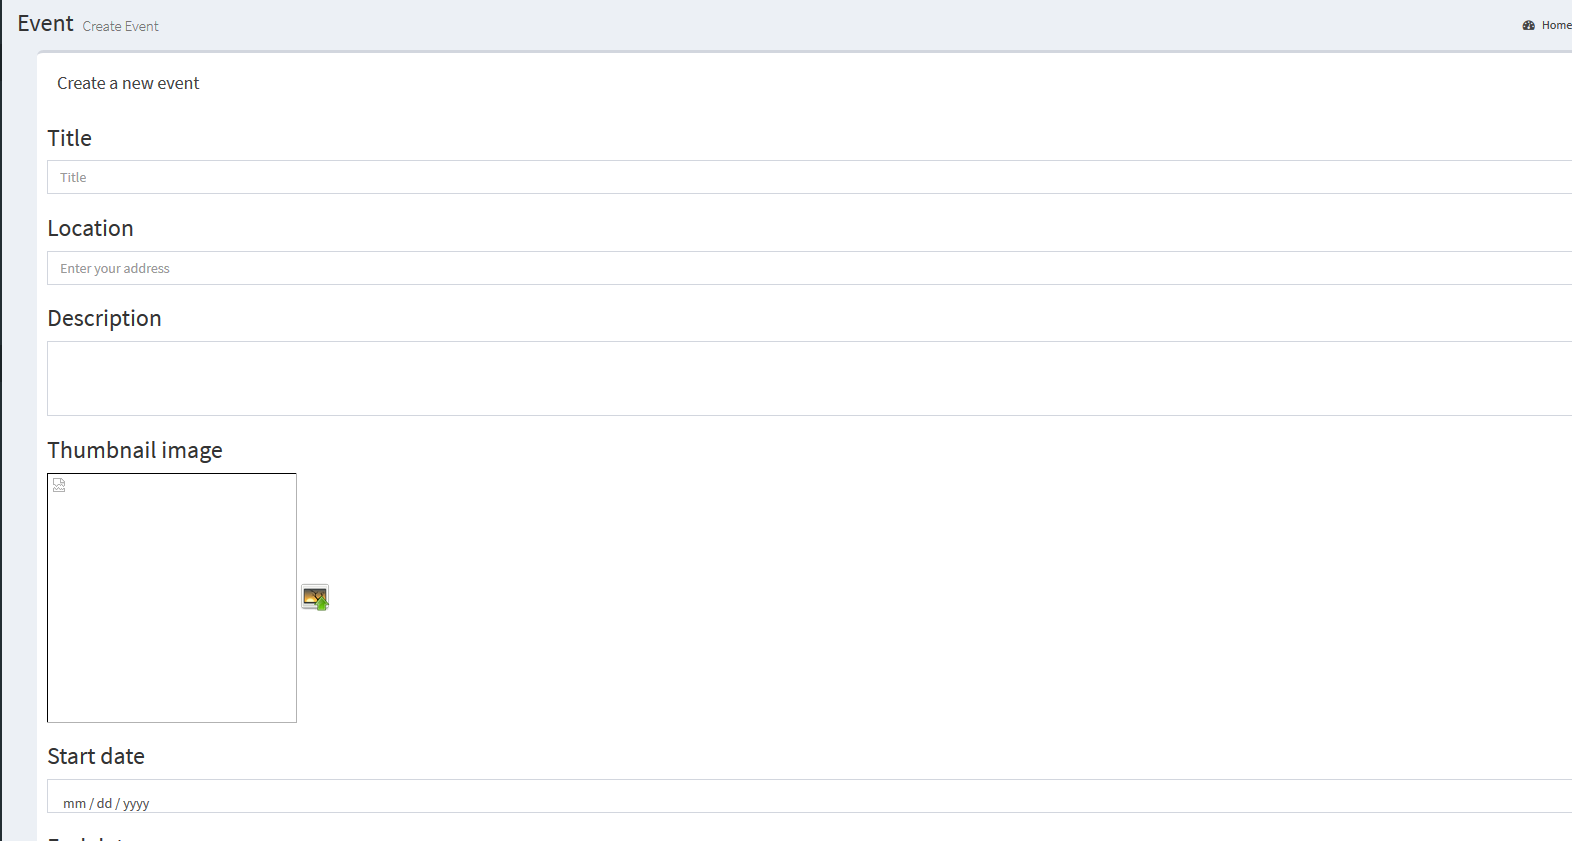 Event Create Event
Home
Create a new event
Title
Title
Location
Enter your address
Description
Thumbnail image
Start date
mm / dd / yyyy